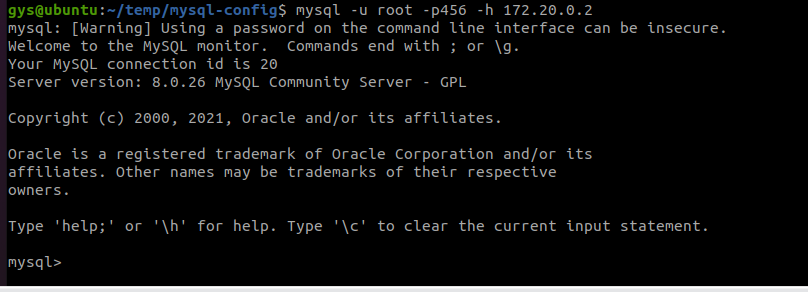 gys@ubuntu:~/temp/mysql-config$ mysql -u root -p456 -h 172.20.0.2
mysql: [Warning] Using a password on the command line interface can be insecure.
Welcome to the MySQL monitor.  Commands end with ; or \g.
Your MySQL connection id is 20
Server version: 8.0.26 MySQL Community Server - GPL

Copyright (c) 2000, 2021, Oracle and/or its affiliates.

Oracle is a registered trademark of Oracle Corporation and/or its
affiliates. Other names may be trademarks of their respective
owners.

Type 'help;' or '\h' for help. Type '\c' to clear the current input statement.

mysql>